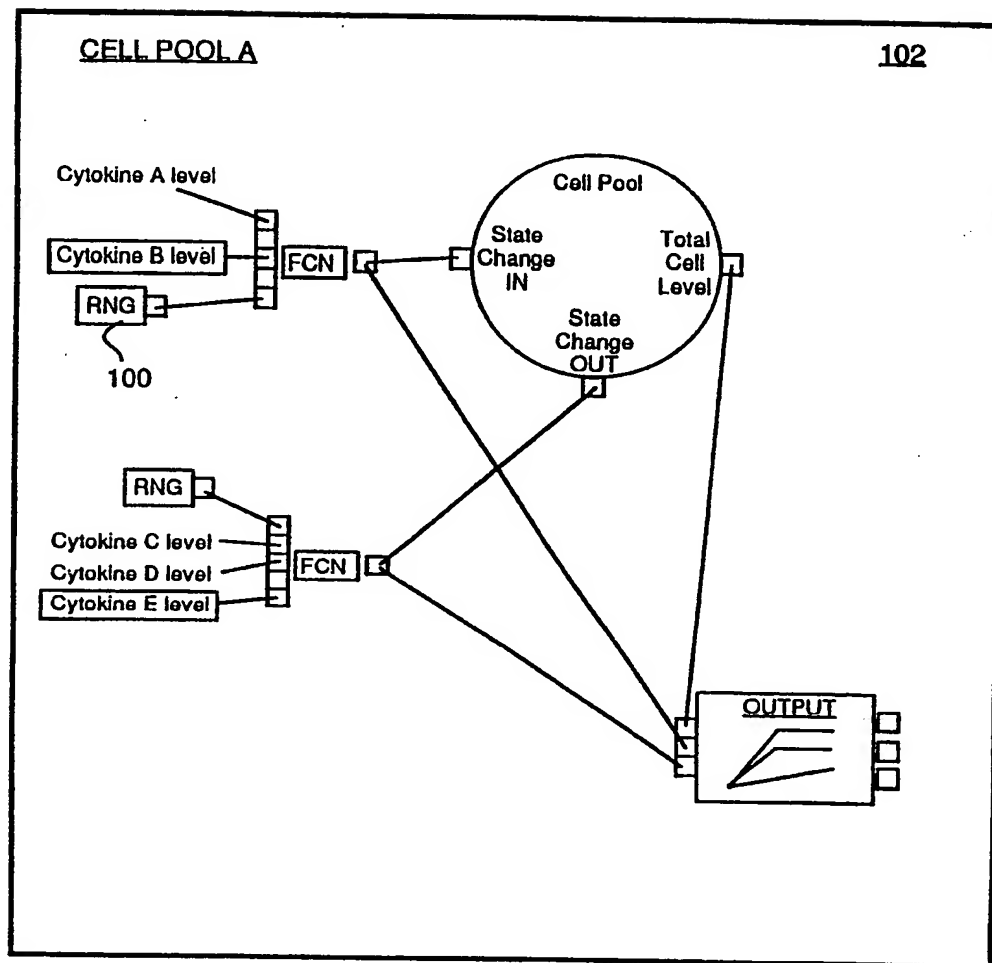 CELL POOL A
102
Cytokine A level
Cytokine B level
RNG
100
FCN
Cell Pool
State
Change
IN
Total
Cell
Level
State
Change
OUT
RNG
Cytokine C level
Cytokine D level
Cytokine E level
FCN
OUTPUT